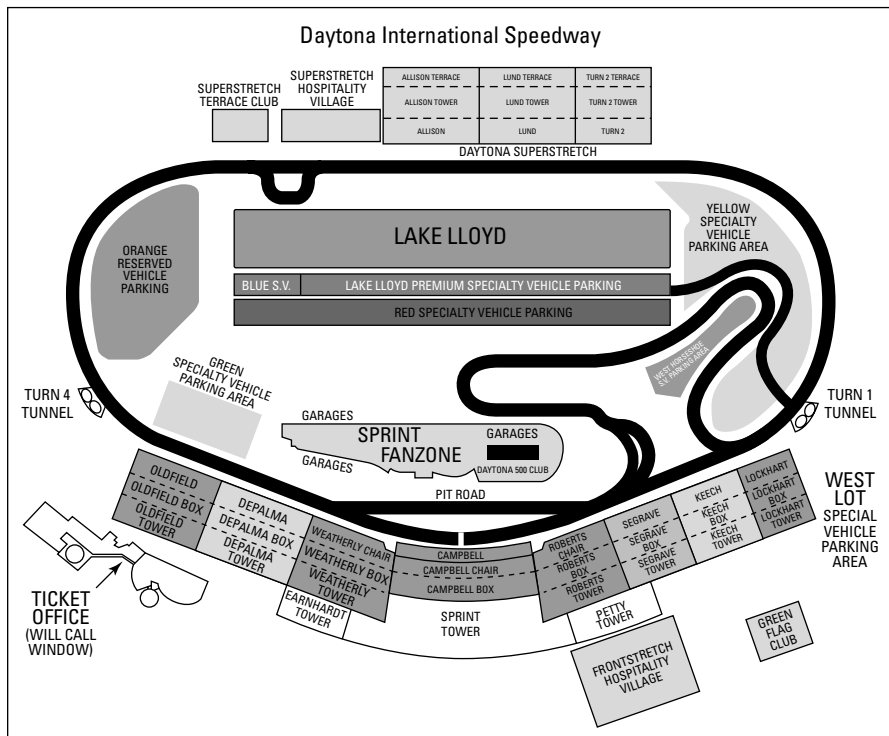 Daytona International Speedway
SUPERSTRETCH
TERRACE CLUB
SUPERSTRETCH
HOSPITALITY
VILLAGE
ALLISON TERRACE
LUND TERRACE
TURN 2 TERRACE
ALLISON TOWER
LUND TOWER
TURN 2 TOWER
ALLISON
LUND
TURN 2
DAYTONA SUPERSTRETCH
ORANGE
RESERVED
VEHICLE
PARKING
LAKE LLOYD
YELLOW
SPECIALTY
VEHICLE
PARKING AREA
BLUE S.V.
LAKE LLOYD PREMIUM SPECIALTY VEHICLE PARKING
RED SPECIALTY VEHICLE PARKING
WEST HORSESHOE
S.V. PARKING AREA
GREEN
SPECIALTY VEHICLE
PARKING AREA
TURN 4
TUNNEL
TURN 1
TUNNEL
GARAGES
SPRINT
FANZONE
GARAGES
GARAGES
DAYTONA 500 CLUB
PIT ROAD
OLDFIELD
OLDFIELD BOX
OLDFIELD
TOWER
DEPALMA
DEPALMA BOX
DEPALMA
TOWER
WEATHERLY CHAIR
WEATHERLY BOX
WEATHERLY
TOWER
CAMPBELL
CAMPBELL CHAIR
CAMPBELL BOX
ROBERTS
CHAIR
ROBERTS
BOX
ROBERTS
TOWER
SEGRAVE
SEGRAVE
BOX
SEGRAVE
TOWER
KEECH
KEECH
BOX
KEECH
TOWER
LOCKHART
LOCKHART
BOX
LOCKHART
TOWER
WEST
LOT
SPECIAL
VEHICLE
PARKING
AREA
TICKET
OFFICE
(WILL CALL
WINDOW)
EARNHARDT
TOWER
SPRINT
TOWER
PETTY
TOWER
FRONTSTRETCH
HOSPITALITY
VILLAGE
GREEN
FLAG
CLUB